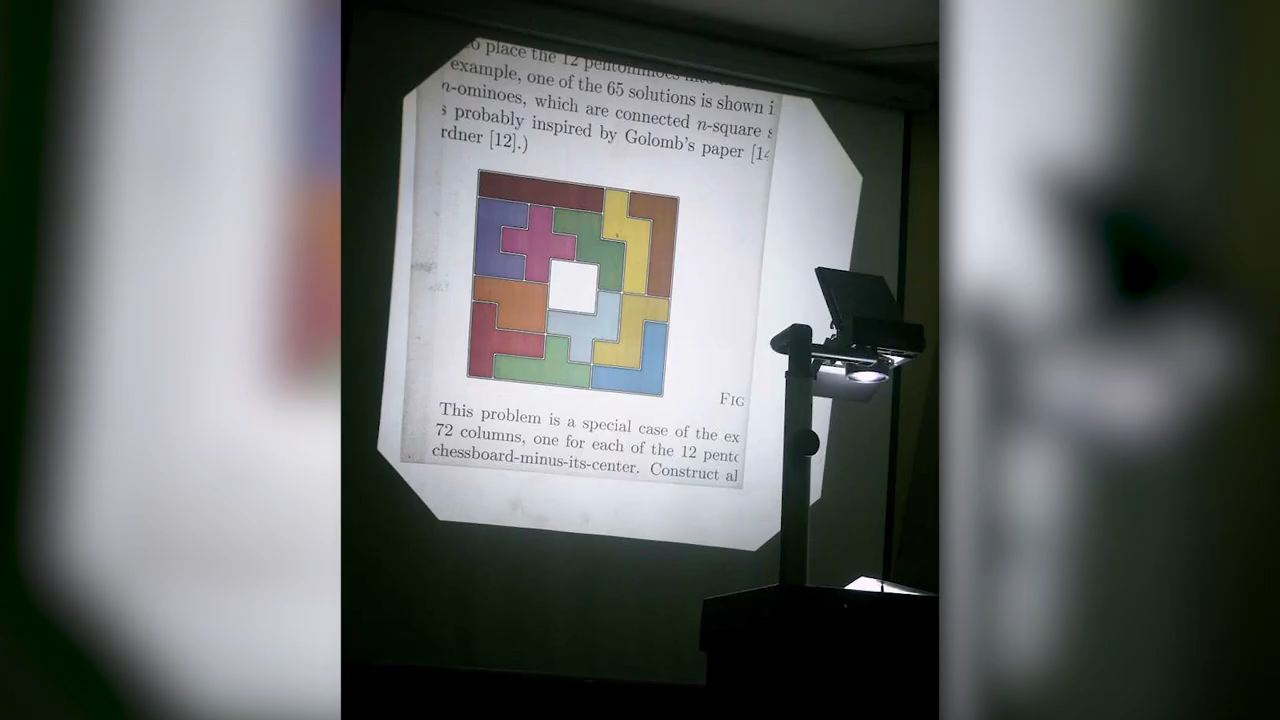 o place the 12 pentominoes into
example, one of the 65 solutions is shown i
n-ominoes, which are connected n-square s
s probably inspired by Golomb's paper [14
rdner [12].)
FIG
This problem is a special case of the ex
72 columns, one for each of the 12 pento
chessboard-minus-its-center. Construct al